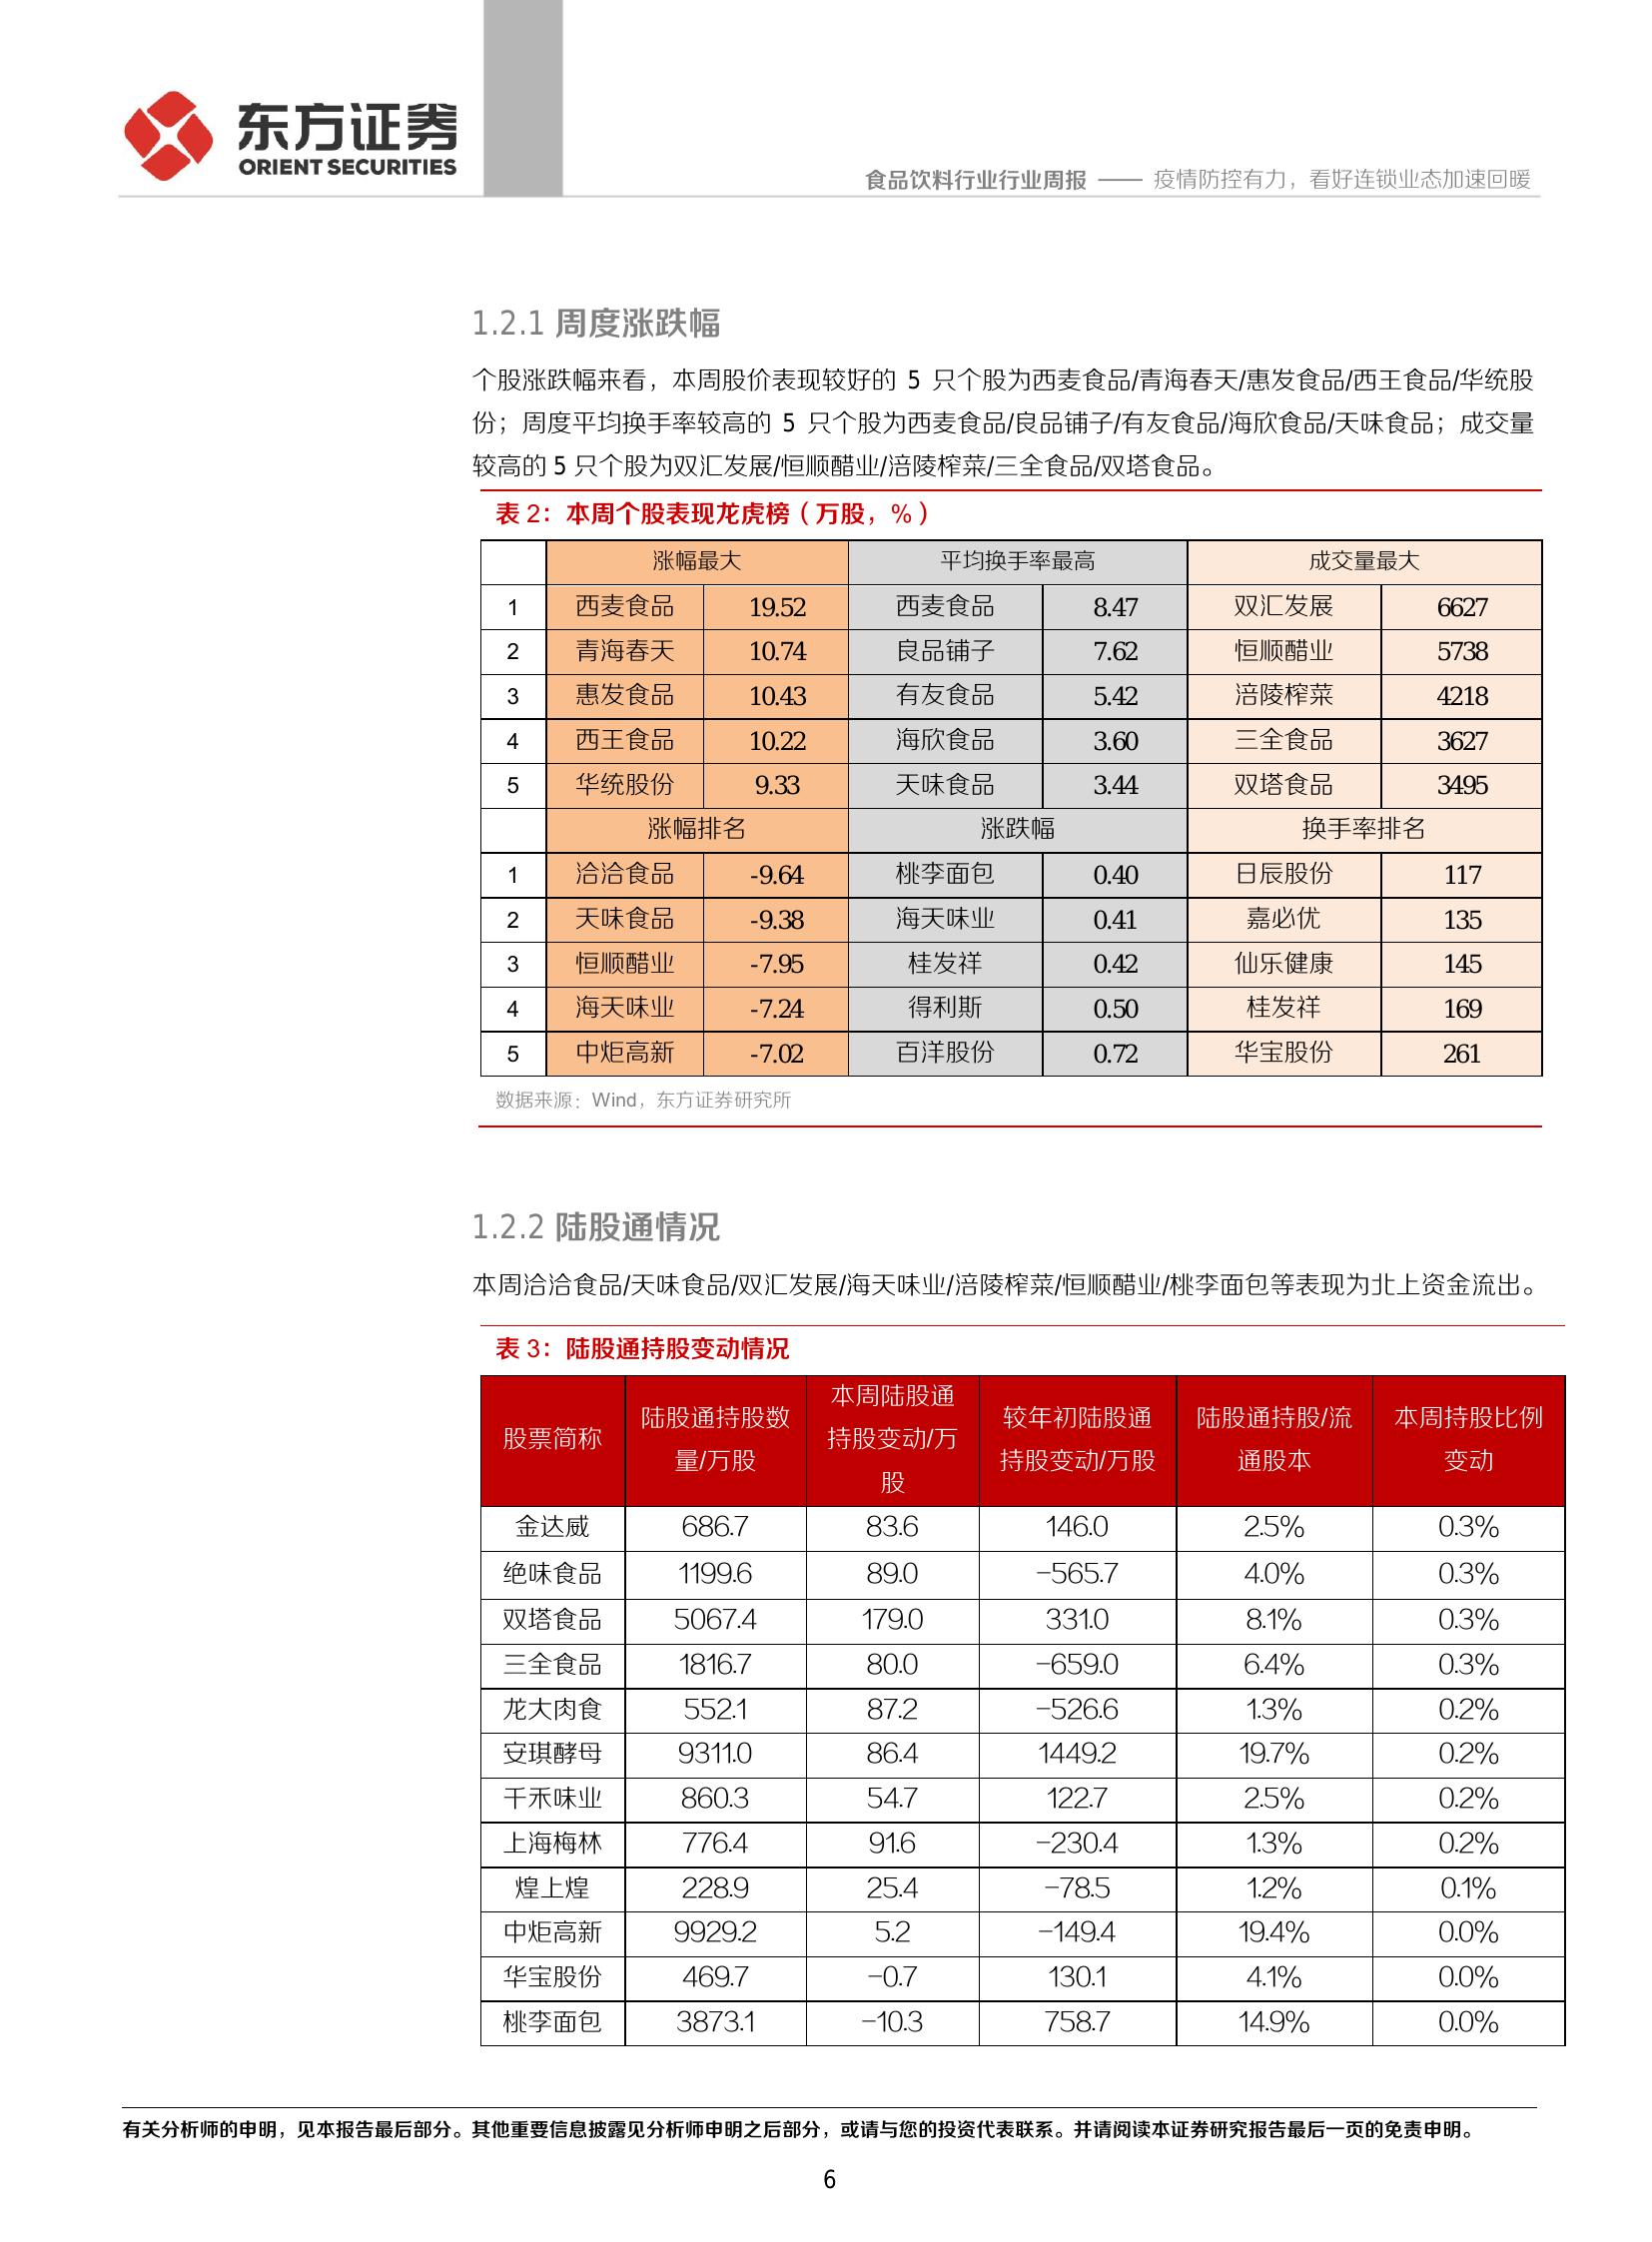 东方证券
ORIENT SECURITIES
食品饮料行业行业周报 —— 疫情防控有力，看好连锁业态加速回暖
1.2.1 周度涨跌幅
个股涨跌幅来看，本周股价表现较好的 5 只个股为西麦食品/青海春天/惠发食品/西王食品/华统股
份；周度平均换手率较高的 5 只个股为西麦食品/良品铺子/有友食品/海欣食品/天味食品；成交量
较高的 5 只个股为双汇发展/恒顺醋业/涪陵榨菜/三全食品/双塔食品。
表 2：本周个股表现龙虎榜（万股，%）
涨幅最大 平均换手率最高 成交量最大
1 西麦食品 19.52 西麦食品 8.47 双汇发展 6627
2 青海春天 10.74 良品铺子 7.62 恒顺醋业 5738
3 惠发食品 10.43 有友食品 5.42 涪陵榨菜 4218
4 西王食品 10.22 海欣食品 3.60 三全食品 3627
5 华统股份 9.33 天味食品 3.44 双塔食品 3495
涨幅排名 涨跌幅 换手率排名
1 洽洽食品 -9.64 桃李面包 0.40 日辰股份 117
2 天味食品 -9.38 海天味业 0.41 嘉必优 135
3 恒顺醋业 -7.95 桂发祥 0.42 仙乐健康 145
4 海天味业 -7.24 得利斯 0.50 桂发祥 169
5 中炬高新 -7.02 百洋股份 0.72 华宝股份 261
数据来源：Wind，东方证券研究所
1.2.2 陆股通情况
本周洽洽食品/天味食品/双汇发展/海天味业/涪陵榨菜/恒顺醋业/桃李面包等表现为北上资金流出。
表 3：陆股通持股变动情况
股票简称 陆股通持股数量/万股 本周陆股通持股变动/万股 较年初陆股通持股变动/万股 陆股通持股/流通股本 本周持股比例变动
金达威 686.7 83.6 146.0 2.5% 0.3%
绝味食品 1199.6 89.0 -565.7 4.0% 0.3%
双塔食品 5067.4 179.0 331.0 8.1% 0.3%
三全食品 1816.7 80.0 -659.0 6.4% 0.3%
龙大肉食 552.1 87.2 -526.6 1.3% 0.2%
安琪酵母 9311.0 86.4 1449.2 19.7% 0.2%
千禾味业 860.3 54.7 122.7 2.5% 0.2%
上海梅林 776.4 91.6 -230.4 1.3% 0.2%
煌上煌 228.9 25.4 -78.5 1.2% 0.1%
中炬高新 9929.2 5.2 -149.4 19.4% 0.0%
华宝股份 469.7 -0.7 130.1 4.1% 0.0%
桃李面包 3873.1 -10.3 758.7 14.9% 0.0%
有关分析师的申明，见本报告最后部分。其他重要信息披露见分析师申明之后部分，或请与您的投资代表联系。并请阅读本证券研究报告最后一页的免责申明。
6